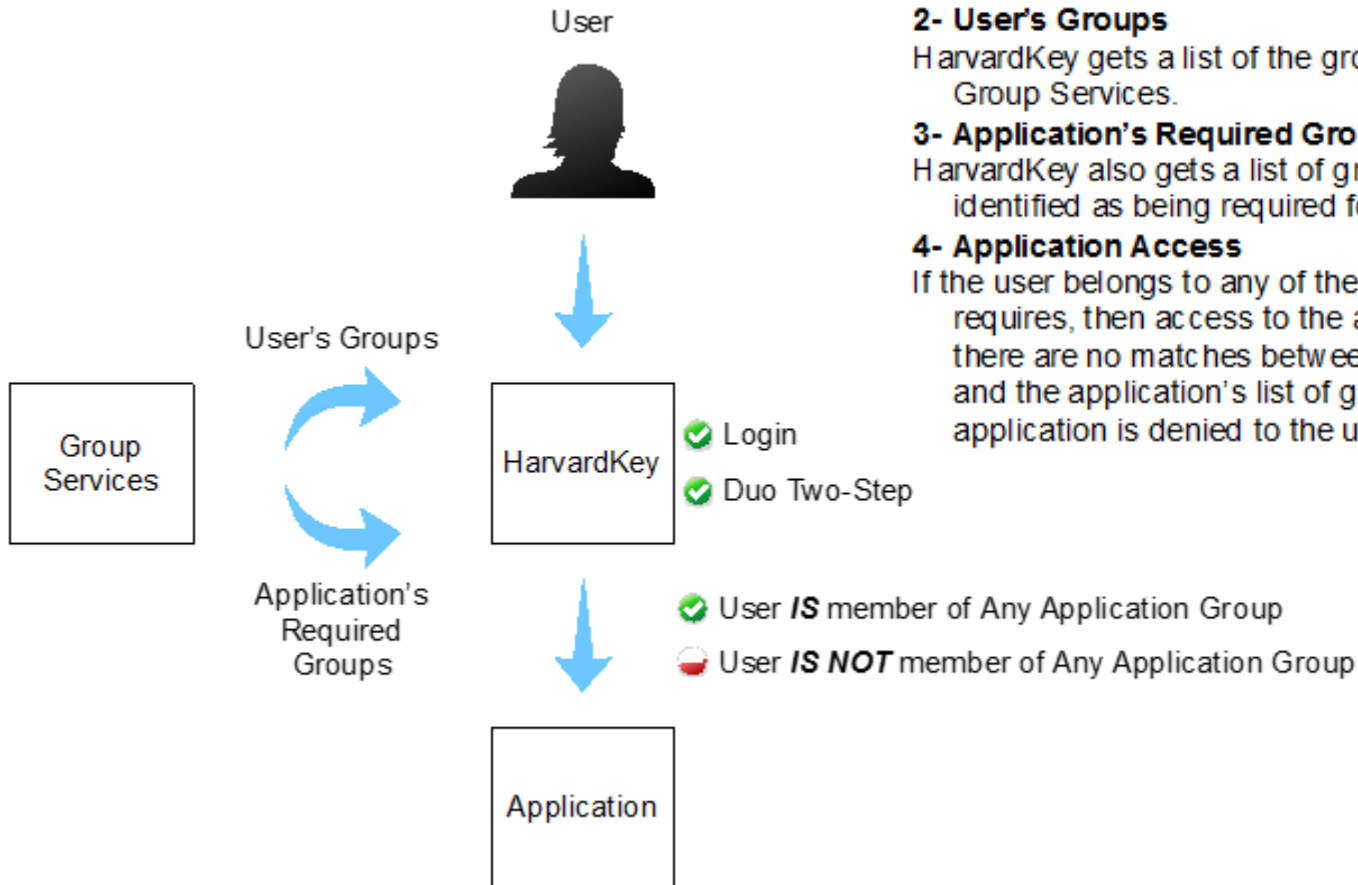 User
2- User's Groups
HarvardKey gets a list of the gro
Group Services.
3- Application's Required Gro
HarvardKey also gets a list of g
identified as being required f
4- Application Access
If the user belongs to any of the
requires, then access to the a
there are no matches betwee
and the application's list of g
application is denied to the u
User's Groups
Group
Services
HarvardKey
Login
Duo Two-Step
Application's
Required
Groups
User IS member of Any Application Group
User IS NOT member of Any Application Group
Application